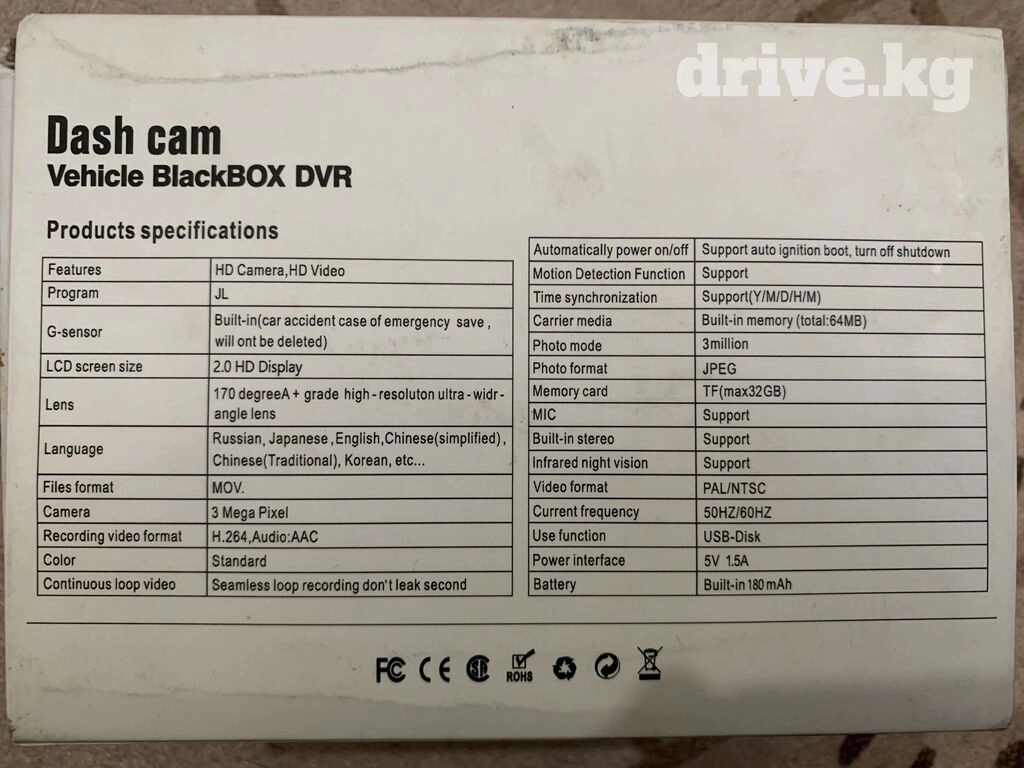 drive.kg
Dash cam
Vehicle BlackBOX DVR
Products specifications
Features HD Camera,HD Video
Program JL
G-sensor Built-in(car accident case of emergency save ,
will ont be deleted)
LCD screen size 2.0 HD Display
Lens 170 degreeA+ grade high-resoluton ultra-widr-
angle lens
Language Russian, Japanese ,English,Chinese(simplified),
Chinese(Traditional), Korean, etc...
Files format MOV.
Camera 3 Mega Pixel
Recording video format H.264,Audio:AAC
Color Standard
Continuous loop video Seamless loop recording don't leak second
Automatically power on/off Support auto ignition boot, turn off shutdown
Motion Detection Function Support
Time synchronization Support(Y/M/D/H/M)
Carrier media Built-in memory (total:64MB)
Photo mode 3million
Photo format JPEG
Memory card TF(max32GB)
MIC Support
Built-in stereo Support
Infrared night vision Support
Video format PAL/NTSC
Current frequency 50HZ/60HZ
Use function USB-Disk
Power interface 5V 1.5A
Battery Built-in 180 mAh
FC CE ROHS